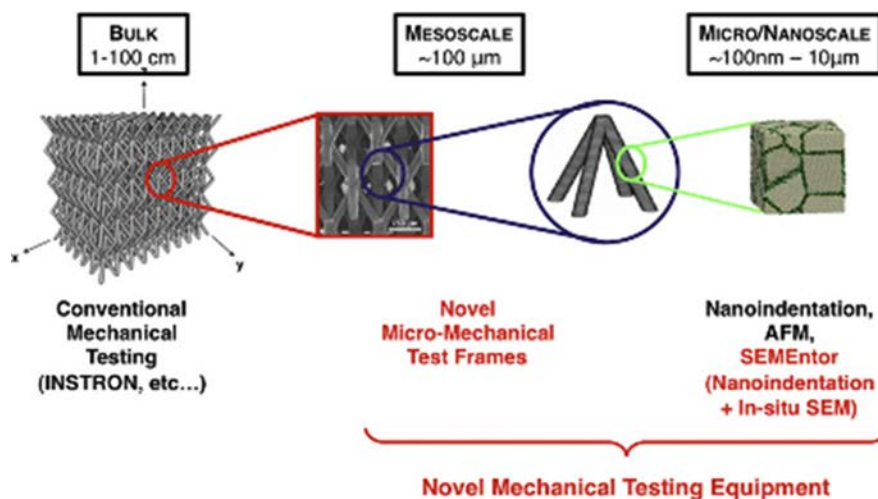 BULK
1-100 cm
MESOSCALE
~100 µm
MICRO/NANOSCALE
~100nm – 10µm
x
y
Conventional
Mechanical
Testing
(INSTRON, etc...)
Novel
Micro-Mechanical
Test Frames
Nanoindentation,
AFM,
SEMEntor
(Nanoindentation
+ In-situ SEM)
Novel Mechanical Testing Equipment